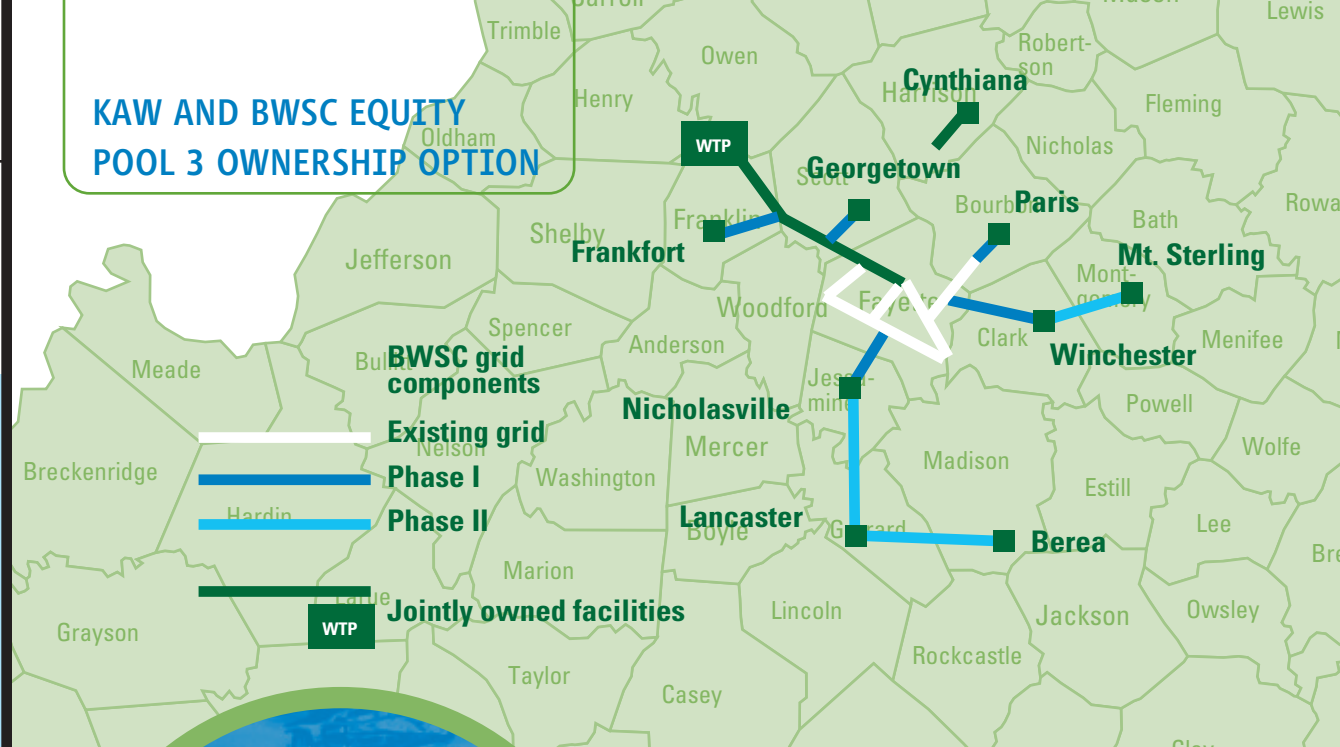 Carroll
Lewis
Trimble
Robert-
son
Owen
Cynthiana
Harrison
Henry
Fleming
KAW AND BWSC EQUITY
POOL 3 OWNERSHIP OPTION
Oldham
WTP
Nicholas
Georgetown
Scott
Bourbon
Paris
Rowa
Franklin
Bath
Shelby
Frankfort
Jefferson
Mt. Sterling
Mont-
gomery
Woodford
Fayette
Spencer
Clark
Menifee
Anderson
Winchester
Bullitt
BWSC grid
components
Meade
Jessa-
mine
Nicholasville
Powell
Existing grid
Nelson
Mercer
Wolfe
Breckenridge
Madison
Washington
Phase I
Estill
Hardin
Phase II
Lancaster
Boyle
Garrard
Berea
Lee
Bre
Marion
Larue
Jointly owned facilities
WTP
Lincoln
Jackson
Owsley
Grayson
Rockcastle
Taylor
Casey
Clay